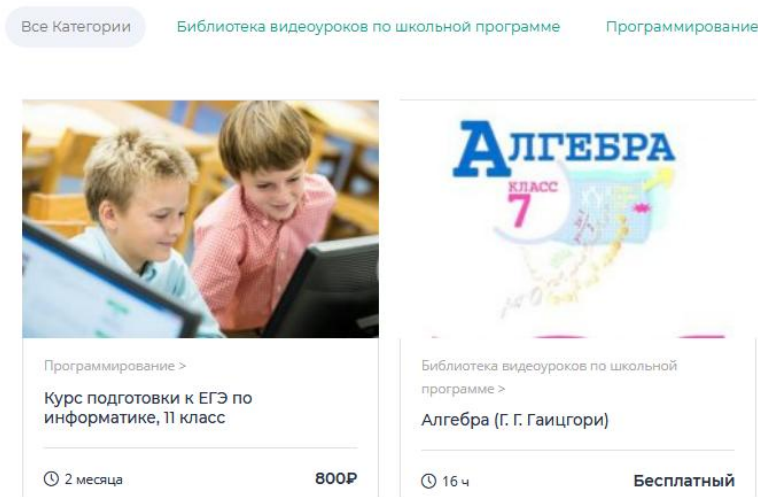 Все Категории
Библиотека видеоуроков по школьной программе
Программирование
АЛГЕБРА
КЛАСС
7
Программирование >
Курс подготовки к ЕГЭ по
информатике, 11 класс
2 месяца
800₽
Библиотека видеоуроков по школьной
программе >
Алгебра (Г. Г. Гаицгори)
16 ч
Бесплатный